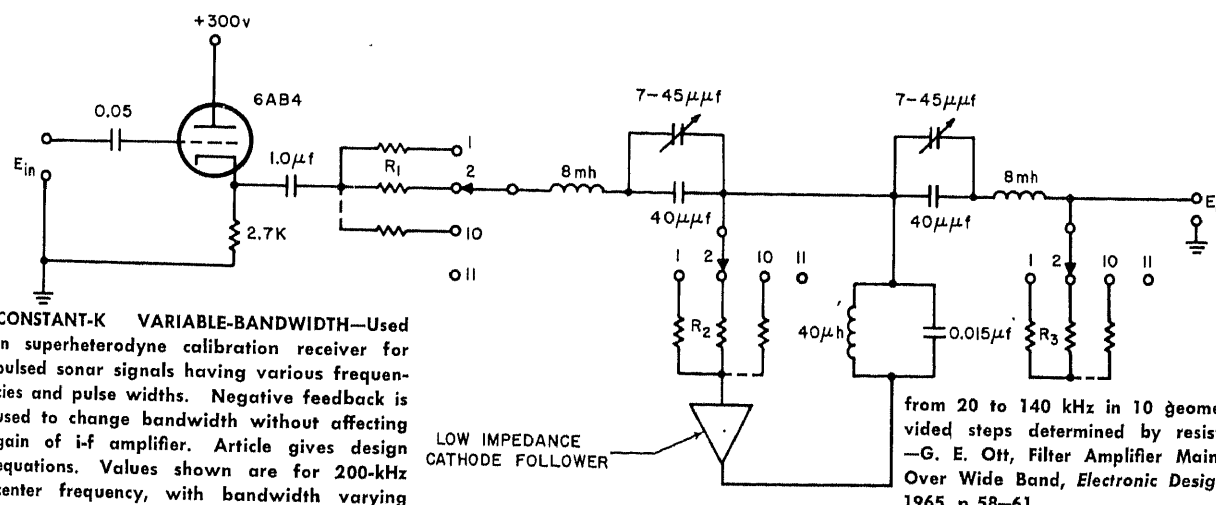 +300v
6AB4
0.05
E in
1.0μf
2.7K
R1
1
2
10
11
8mh
7-45μμf
40μμf
7-45μμf
40μμf
8mh
E
1 2 10 11
R2
40μh
0.015μf
1 2 10 11
R3
LOW IMPEDANCE
CATHODE FOLLOWER
CONSTANT-K VARIABLE-BANDWIDTH—Used
in superheterodyne calibration receiver for
pulsed sonar signals having various frequen-
cies and pulse widths. Negative feedback is
used to change bandwidth without affecting
gain of i-f amplifier. Article gives design
equations. Values shown are for 200-kHz
center frequency, with bandwidth varying
from 20 to 140 kHz in 10 geome
vided steps determined by resist
—G. E. Ott, Filter Amplifier Main
Over Wide Band, Electronic Desig
1965, p 58–61